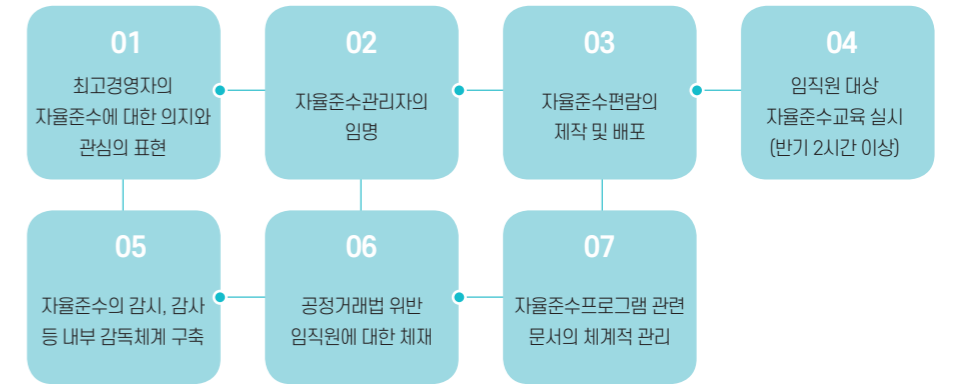 01
최고경영자의
자율준수에 대한 의지와
관심의 표현
02
자율준수관리자의
임명
03
자율준수편람의
제작 및 배포
04
임직원 대상
자율준수교육 실시
(반기 2시간 이상)
05
자율준수의 감시, 감사
등 내부 감독체계 구축
06
공정거래법 위반
임직원에 대한 체재
07
자율준수프로그램 관련
문서의 체계적 관리